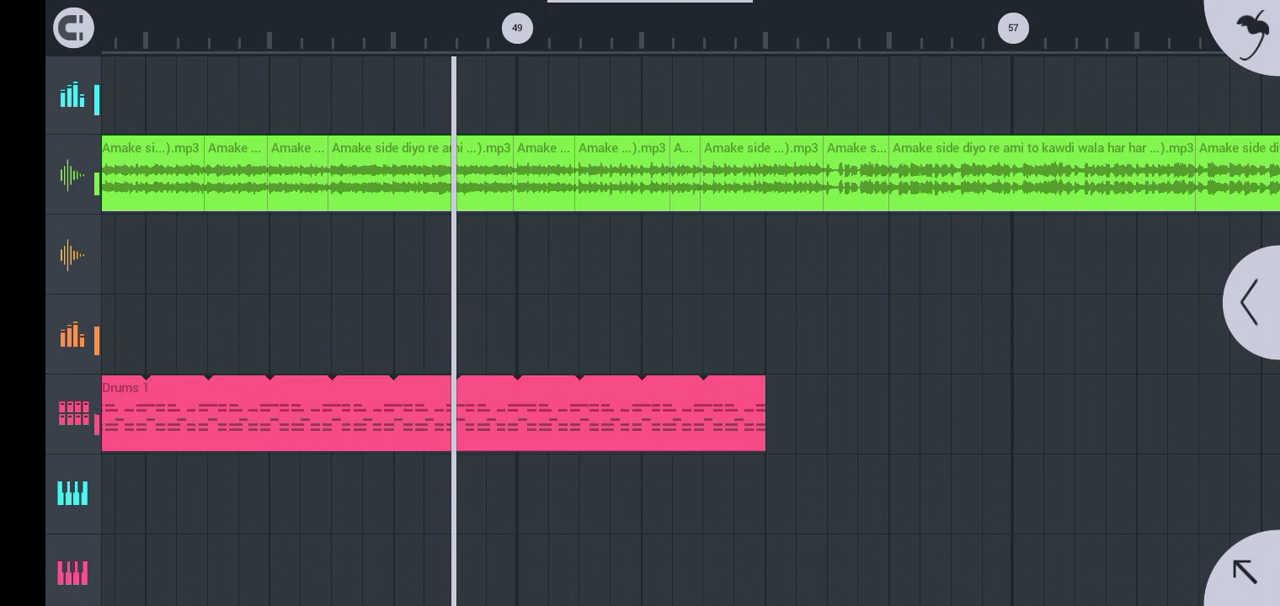 49 57
Amake si...).mp3 Amake ... Amake ... Amake side diyo re ami ...).mp3 Amake ... Amake ...).mp3 A... Amake side ...).mp3 Amake s... Amake side diyo re ami to kawdi wala har har ...).mp3 Amake side di
Drums 1